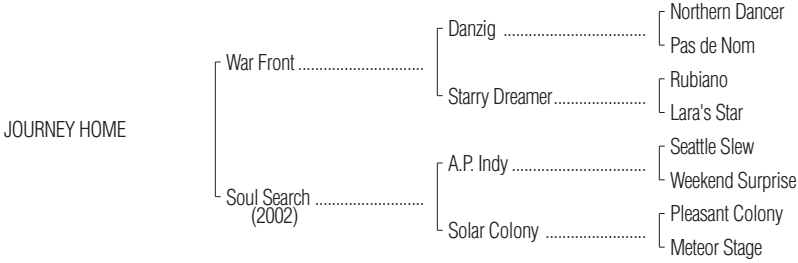 Northern Dancer
Danzig ..................................
Pas de Nom
War Front ..............................
Rubiano
Starry Dreamer......................
Lara's Star
JOURNEY HOME
Seattle Slew
A.P. Indy ................................
Weekend Surprise
Soul Search ..........................
(2002)
Pleasant Colony
Solar Colony ........................
Meteor Stage